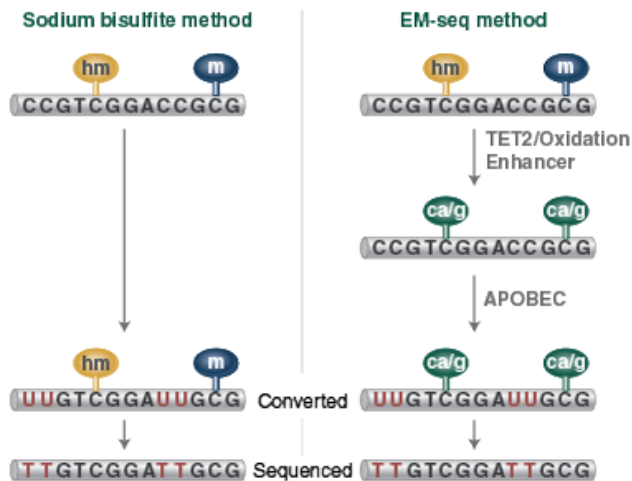 Sodium bisulfite method
EM-seq method
hm
m
CCGTCGGACCGCG
hm
m
CCGTCGGACCGCG
TET2/Oxidation
Enhancer
ca/g
ca/g
CCGTCGGACCGCG
APOBEC
hm
m
UUGTCGGAUUGCG
Converted
ca/g
ca/g
UUGTCGGAUUGCG
TTGTCGGATTGCG
Sequenced
TTGTCGGATTGCG